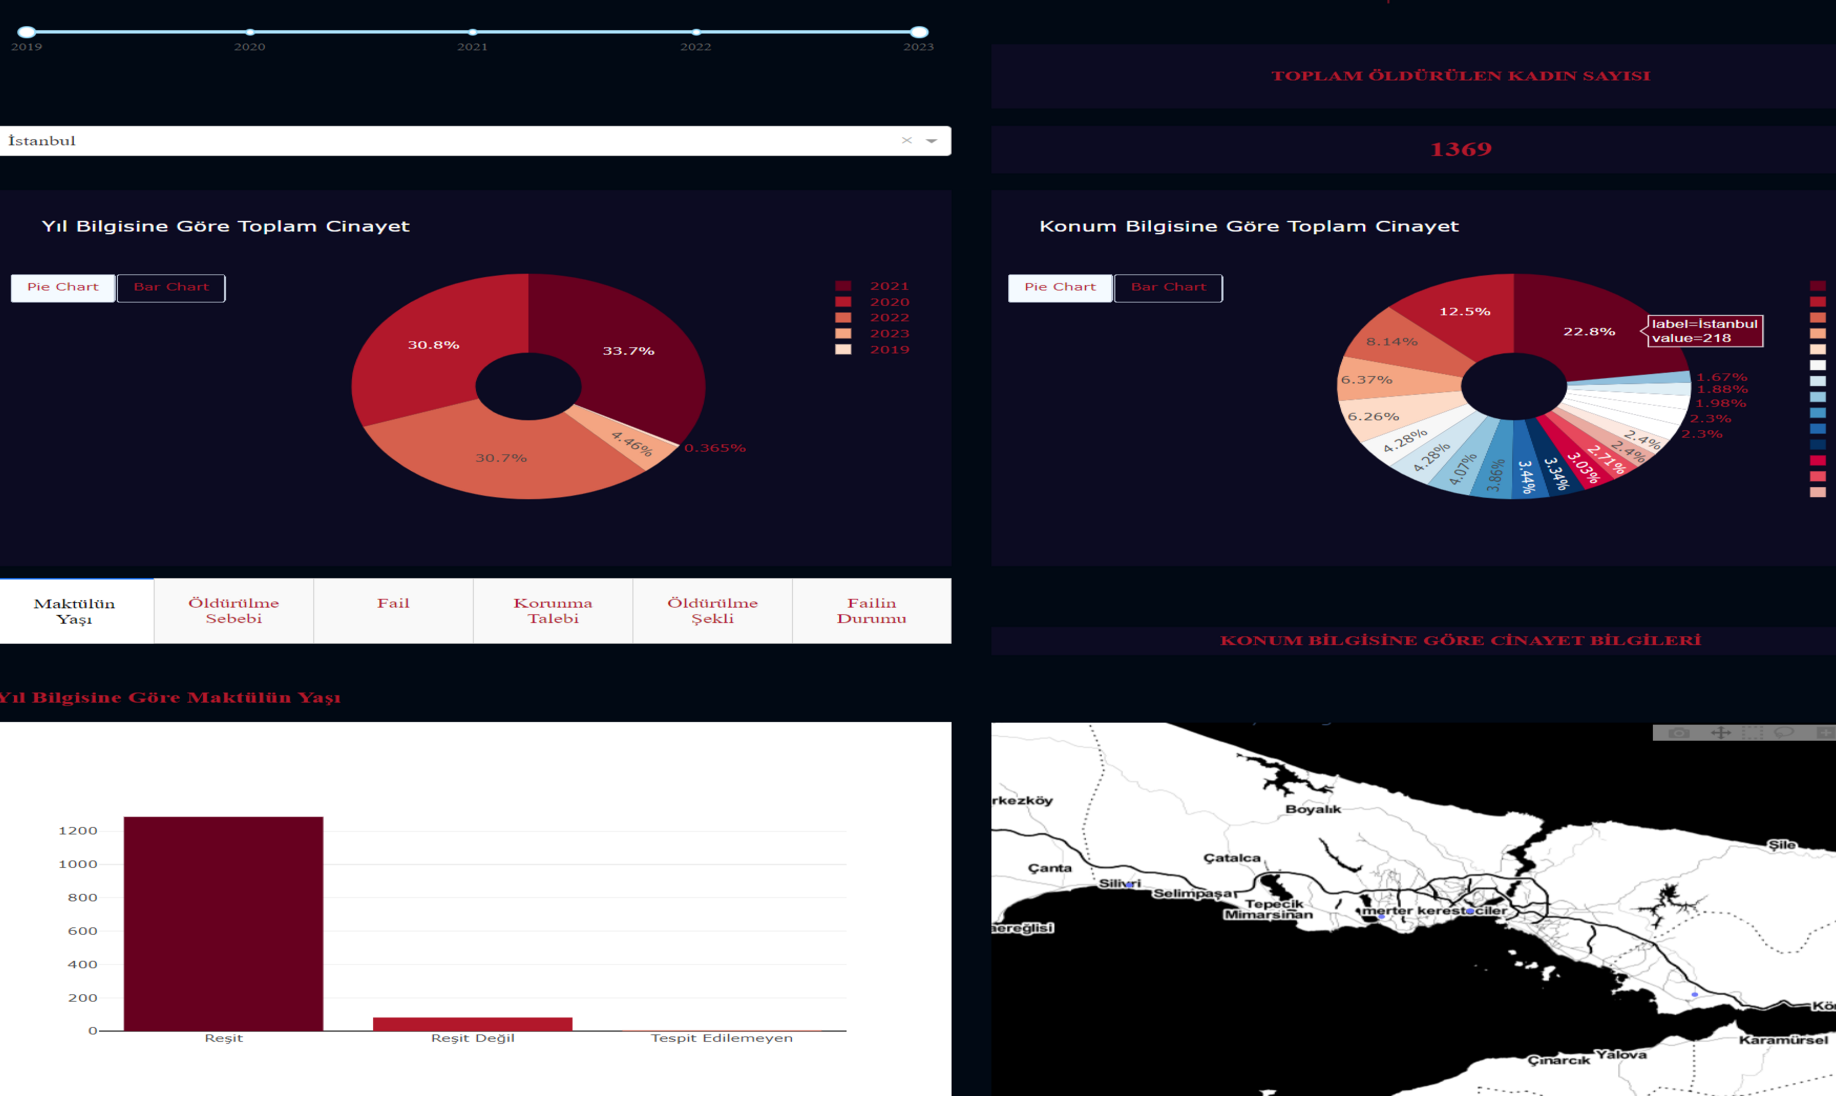 2019 2020 2021 2022 2023
İstanbul
TOPLAM ÖLDÜRÜLEN KADIN SAYISI
1369
Yıl Bilgisine Göre Toplam Cinayet
Pie Chart Bar Chart
33.7%
30.8%
30.7%
4.46%
0.365%
2021
2020
2022
2023
2019
Konum Bilgisine Göre Toplam Cinayet
Pie Chart Bar Chart
22.8%
label=İstanbul
value=218
12.5%
8.14%
6.37%
6.26%
4.28%
4.28%
4.07%
3.86%
3.44%
3.34%
3.03%
2.71%
2.4%
2.4%
2.3%
2.3%
1.98%
1.88%
1.67%
Maktülün
Yaşı
Öldürülme
Sebebi
Fail
Korunma
Talebi
Öldürülme
Şekli
Failin
Durumu
Yıl Bilgisine Göre Maktülün Yaşı
1200
1000
800
600
400
200
0
Reşit Reşit Değil Tespit Edilemeyen
KONUM BİLGİSİNE GÖRE CİNAYET BİLGİLERİ
rkezköy
Boyalık
Şile
Çatalca
Çanta
Silivri
Selimpaşa
Tepecik
Mimarsinan
merter keresteciler
aereğlisi
Kö
Karamürsel
Yalova
Çınarcık